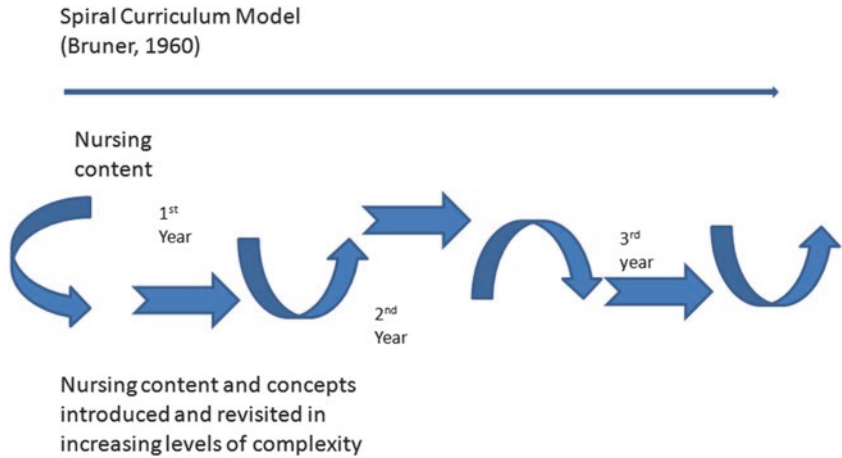 Spiral Curriculum Model
(Bruner, 1960)
Nursing
content
1st
Year
2nd
Year
3rd
year
Nursing content and concepts
introduced and revisited in
increasing levels of complexity